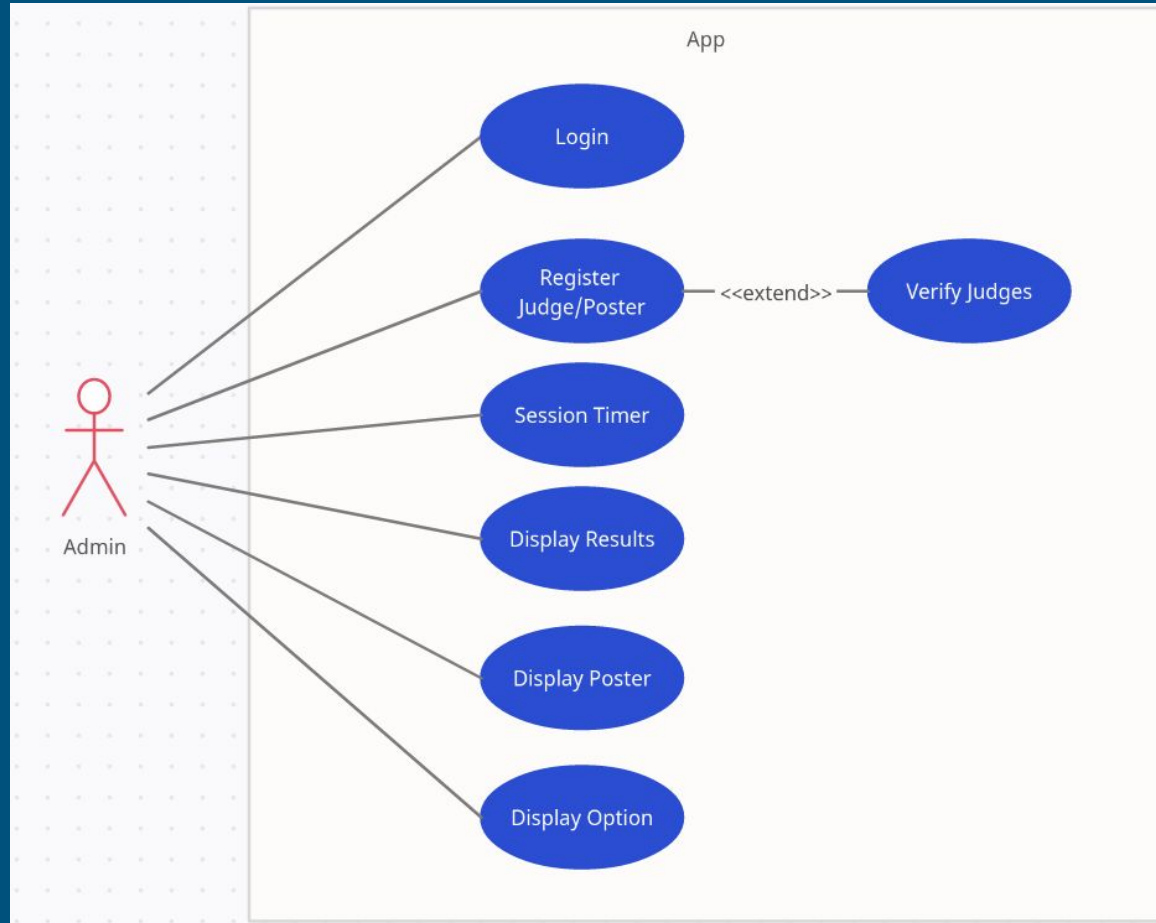 App
Login
Register
Judge/Poster
<<extend>>
Verify Judges
Session Timer
Display Results
Admin
Display Poster
Display Option